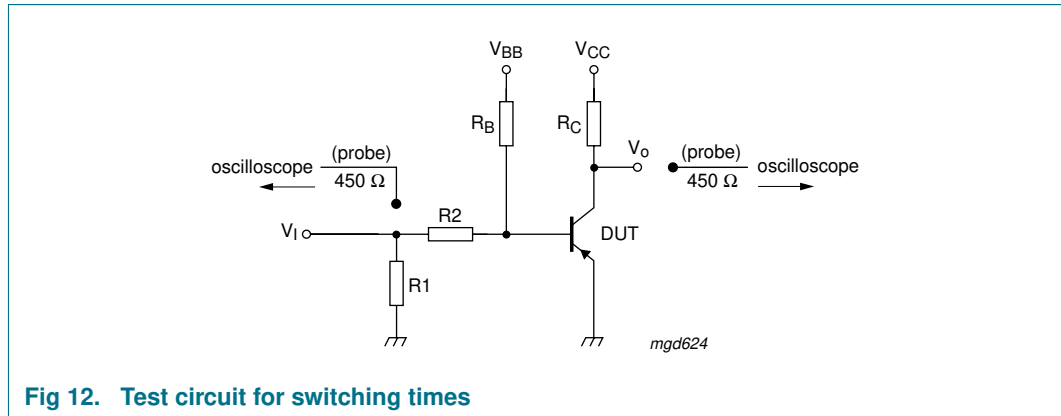 V_BB V_CC
R_B R_C
(probe) V_o (probe)
oscilloscope 450 Ω 450 Ω oscilloscope
R2
V_I DUT
R1
mgd624
Fig 12. Test circuit for switching times